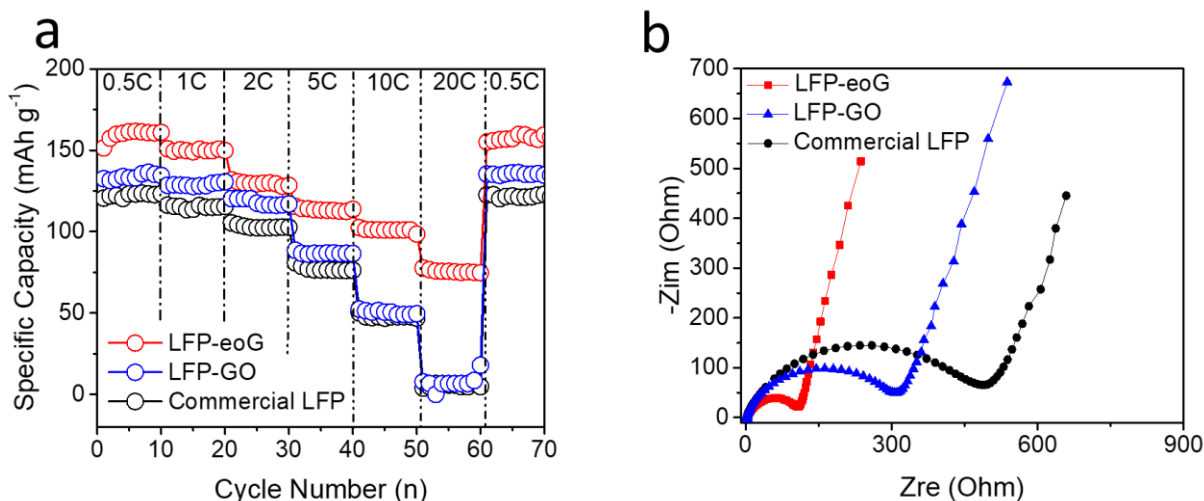 a
Specific Capacity (mAh g⁻¹)
200
150
100
50
0
0.5C 1C 2C 5C 10C 20C 0.5C
LFP-eoG
LFP-GO
Commercial LFP
0 10 20 30 40 50 60 70
Cycle Number (n)
b
-Zim (Ohm)
700
600
500
400
300
200
100
0
LFP-eoG
LFP-GO
Commercial LFP
0 300 600 900
Zre (Ohm)